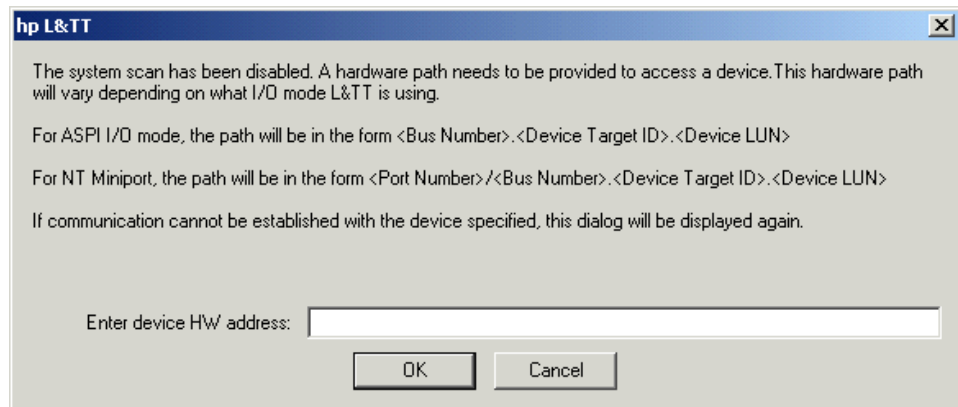 hp L&TT
The system scan has been disabled. A hardware path needs to be provided to access a device.This hardware path
will vary depending on what I/O mode L&TT is using.
For ASPI I/O mode, the path will be in the form <Bus Number>.<Device Target ID>.<Device LUN>
For NT Miniport, the path will be in the form <Port Number>/<Bus Number>.<Device Target ID>.<Device LUN>
If communication cannot be established with the device specified, this dialog will be displayed again.
Enter device HW address:
OK Cancel